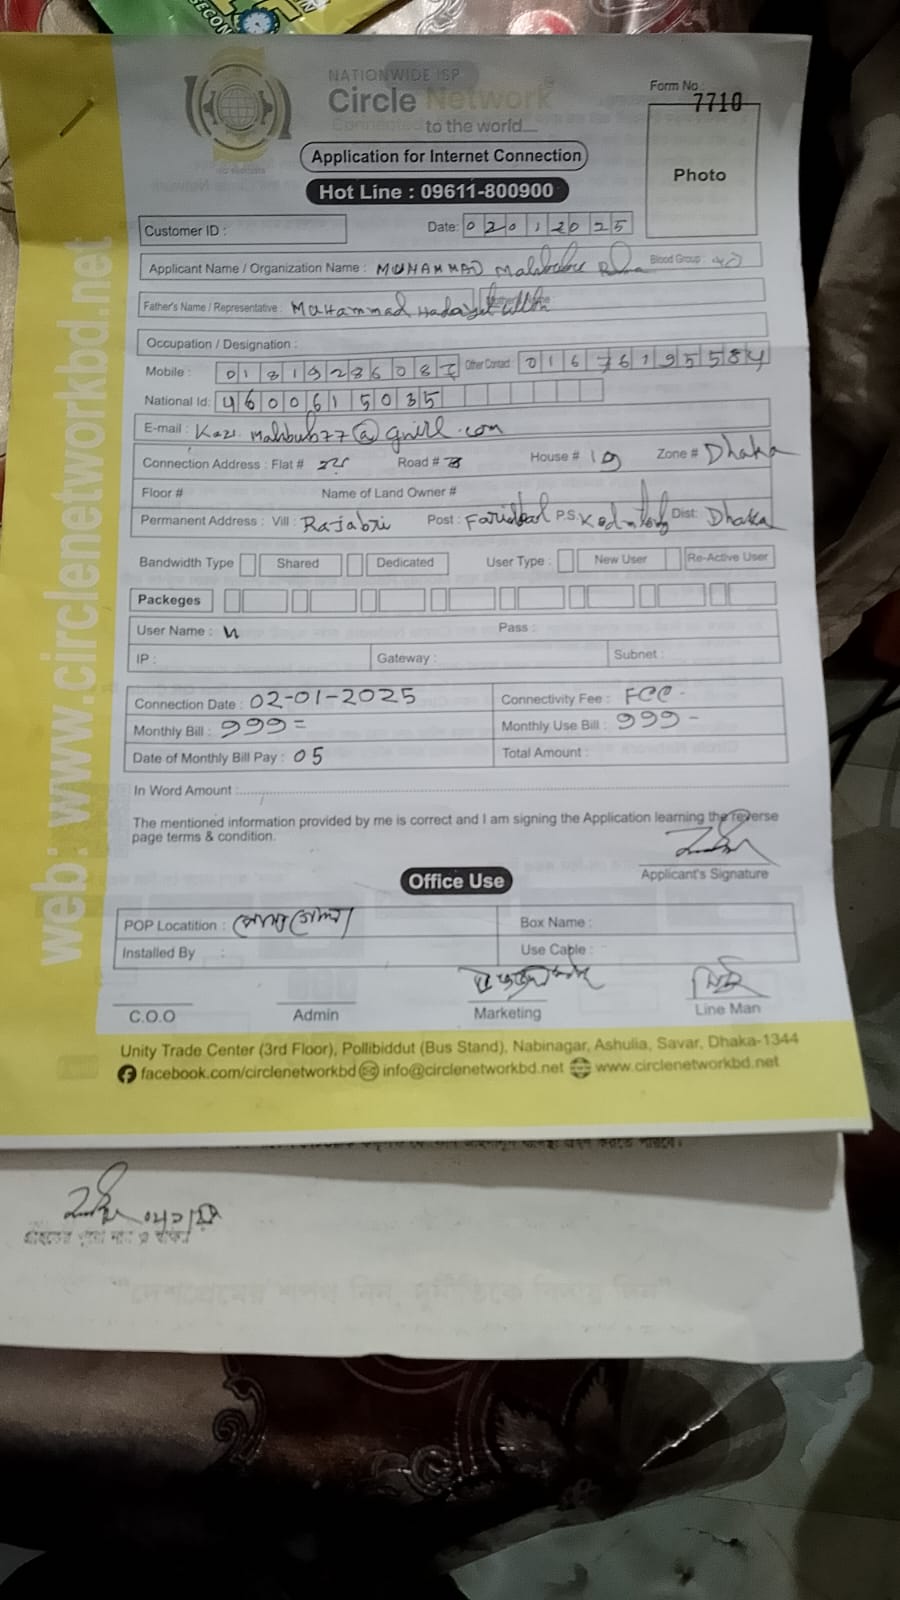 SECON
NATIONWIDE ISP
Circle Network
Connected to the world....
Form No :
7710
Photo
Application for Internet Connection
Hot Line : 09611-800900
Customer ID :
Date: 02012025
Applicant Name / Organization Name : MUHAMMAD Blood Group :
Father's Name / Representative : Muhammad
Occupation / Designation :
Mobile : Other Contact : 01676195584
National Id: 4600615035
E-mail :
Connection Address : Flat # Road # House # 19 Zone # Dhaka
Floor # Name of Land Owner #
Permanent Address : Vill : Post : P.S. Dist: Dhaka
Bandwidth Type Shared Dedicated User Type : New User Re-Active User
Packeges
User Name : Pass :
IP : Gateway : Subnet :
Connection Date : 02-01-2025 Connectivity Fee :
Monthly Bill : 999= Monthly Use Bill : 999-
Date of Monthly Bill Pay : 05 Total Amount :
In Word Amount :
The mentioned information provided by me is correct and I am signing the Application learning the reverse
page terms & condition.
Applicant's Signature
Office Use
POP Locatition : Box Name :
Installed By : Use Cable :
C.O.O Admin Marketing Line Man
Unity Trade Center (3rd Floor), Pollibiddut (Bus Stand), Nabinagar, Ashulia, Savar, Dhaka-1344
facebook.com/circlenetworkbd info@circlenetworkbd.net www.circlenetworkbd.net
web: www.circlenetworkbd.net